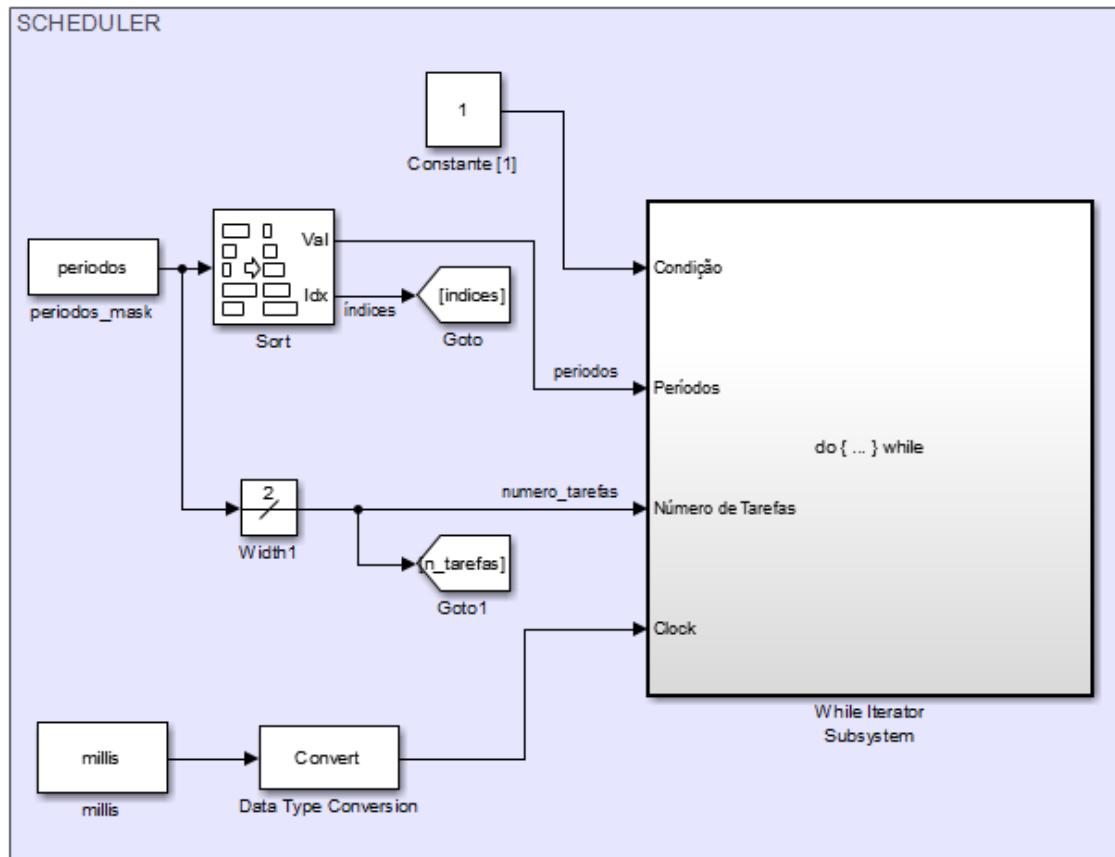 SCHEDULER
1
Constante [1]
periodos
periodos_mask
Val
Idx
Sort
índices
[indices]
Goto
periodos
Condição
Períodos
do { ... } while
Número de Tarefas
Clock
While Iterator
Subsystem
2
Width1
numero_tarefas
[n_tarefas]
Goto1
millis
millis
Convert
Data Type Conversion